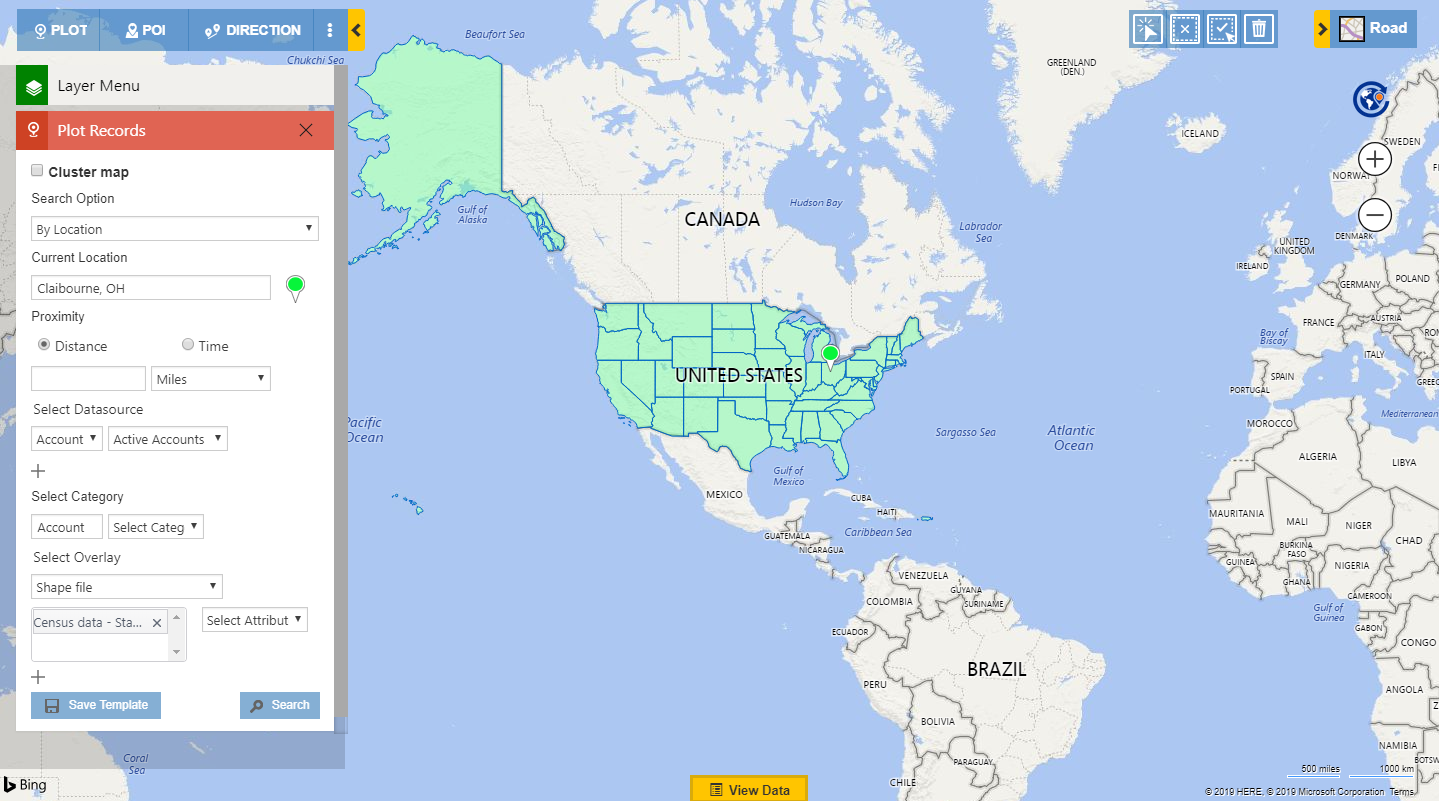 PLOT
POI
DIRECTION
Layer Menu
Plot Records
Cluster map
Search Option
By Location
Current Location
Claibourne, OH
Proximity
Distance
Time
Miles
Select Datasource
Account
Active Accounts
Select Category
Account
Select Categ
Select Overlay
Shape file
Census data - Sta...
Select Attribut
Save Template
Search
Bing
Road
Beaufort Sea
Chukchi Sea
GREENLAND
(DEN.)
ICELAND
SWEDEN
NORWA
DENMARK
UNITED
KINGDOM
IRELAND
POLAND
GERMANY
FRANCE
AUSTRIA
Bay of
Biscay
ITALY
SPAIN
PORTUGAL
GREEC
Mediterranean
Gulf of
Alaska
CANADA
Hudson Bay
Labrador
Sea
UNITED STATES
Pacific
Ocean
Sargasso Sea
Atlantic
Ocean
MOROCCO
ALGERIA
LIBYA
Gulf of
Mexico
MEXICO
CUBA
HAITI
Caribbean Sea
GUATEMALA
NICARAGUA
MAURITANIA
MALI
NIGER
CHAD
BURKINA
FASO
GUINEA
GHANA
NIGERIA
CAMEROON
Gulf of
Guinea
GABON
CONGO
VENEZUELA
GUYANA
SURINAME
COLOMBIA
ECUADOR
BRAZIL
PERU
BOLIVIA
PARAGUAY
CHILE
ANGOLA
NAMIBIA
BOTSW
Coral
Sea
500 miles
1000 km
View Data
© 2019 HERE, © 2019 Microsoft Corporation Terms